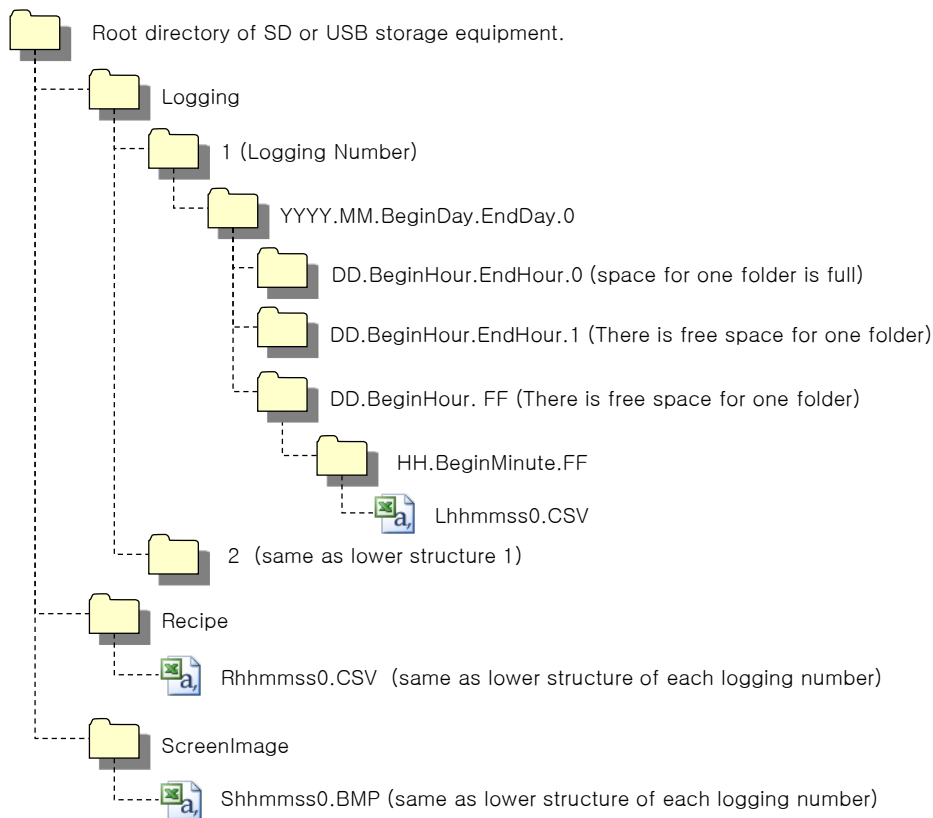 Root directory of SD or USB storage equipment.
Logging
1 (Logging Number)
YYYY.MM.BeginDay.EndDay.0
DD.BeginHour.EndHour.0 (space for one folder is full)
DD.BeginHour.EndHour.1 (There is free space for one folder)
DD.BeginHour. FF (There is free space for one folder)
HH.BeginMinute.FF
a,
Lhhmmss0.CSV
2 (same as lower structure 1)
Recipe
a,
Rhhmmss0.CSV (same as lower structure of each logging number)
ScreenImage
a,
Shhmmss0.BMP (same as lower structure of each logging number)